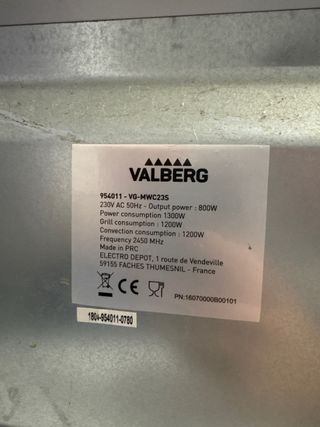 VALBERG
954011 - VG-MWC23S
230V AC 50Hz - Output power : 800W
Power consumption 1300W
Grill consumption : 1200W
Convection consumption : 1200W
Frequency 2450 MHz
Made in PRC
ELECTRO DEPOT, 1 route de Vendeville
59155 FACHES THUMESNIL - France
CE
PN:16070000B00101
1804-954011-0780